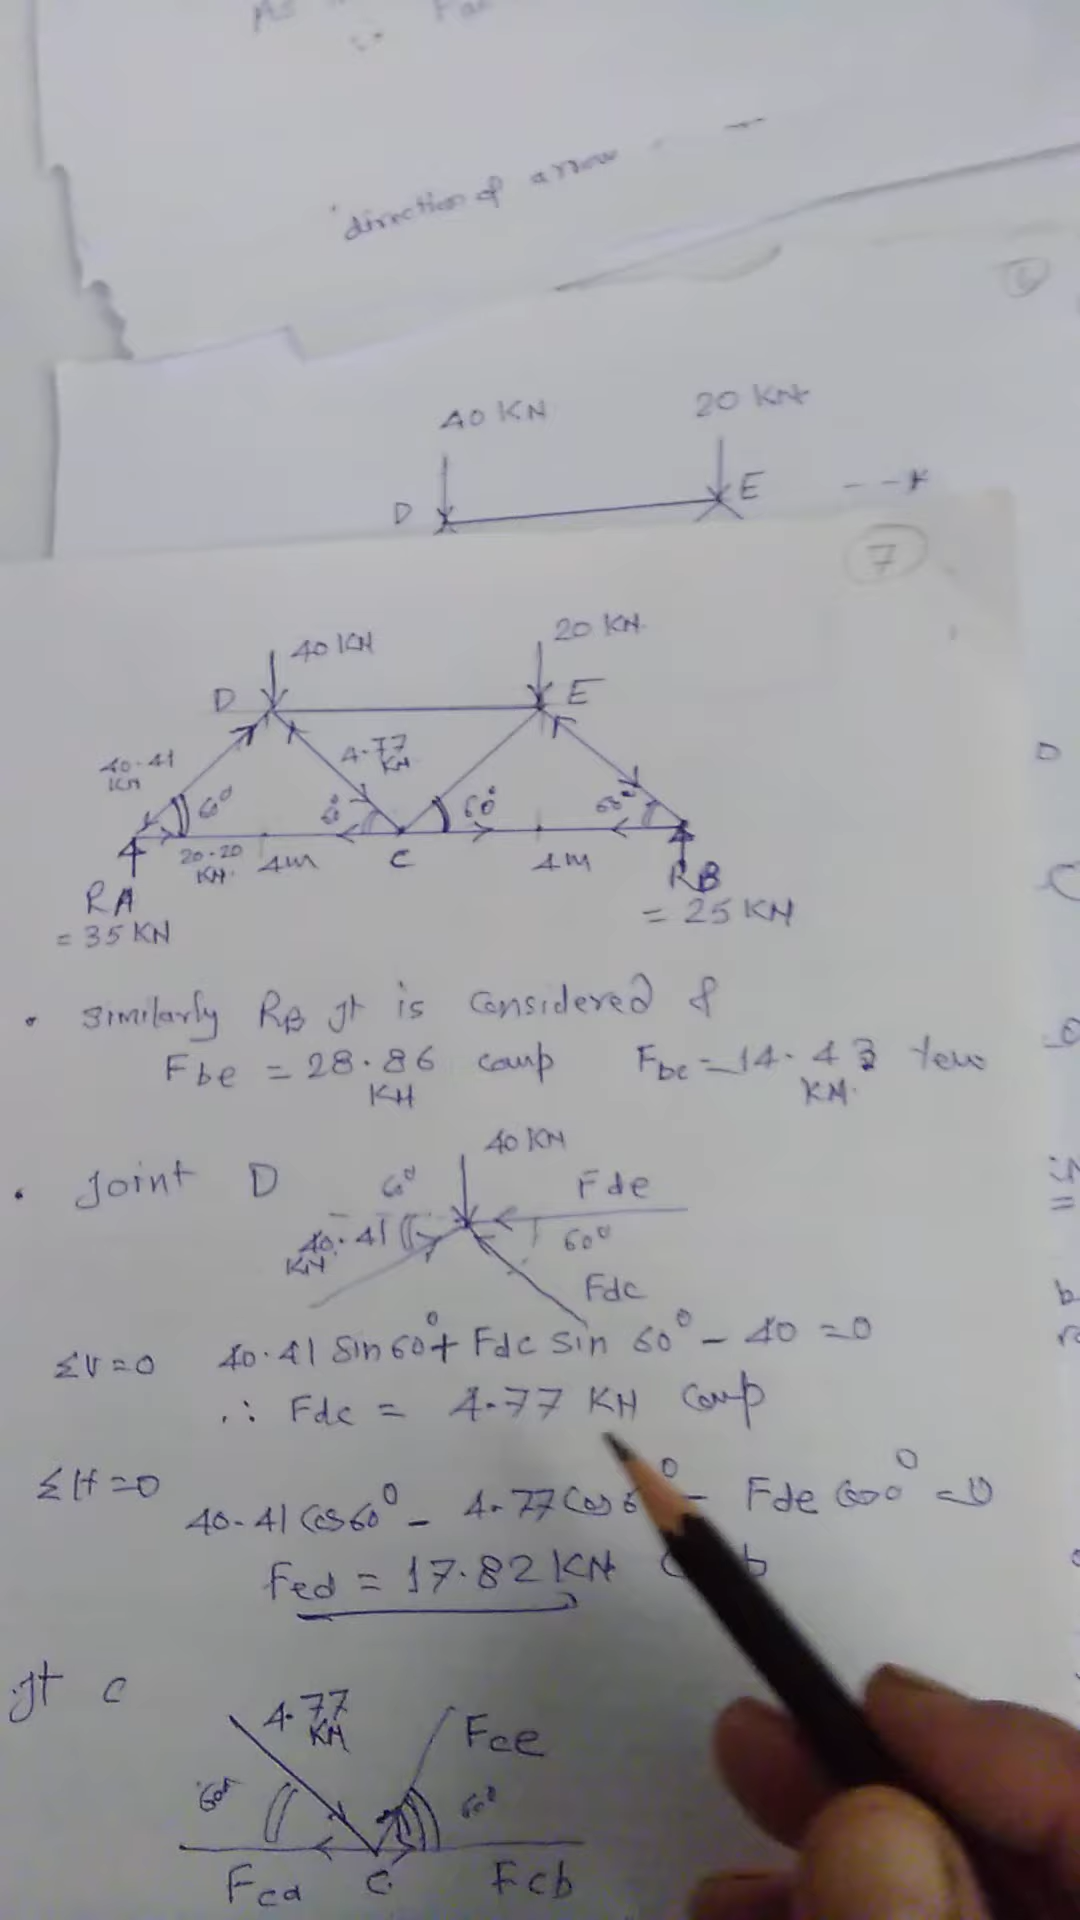 direction of arrow
6
40 KN
20 KN
D
E
7
40 KN
20 KN
D
E
40.41
KN
4.77
KN
60°
60°
60°
60°
20.20
KN
4m
C
4m
RA
= 35 KN
RB
= 25 KN
• Similarly RB Jt is Considered &
Fbe = 28.86 comp Fbc = 14.43 Tens
KN KN
• Joint D
40 KN
60°
Fde
40.41
KN
60°
Fdc
ΣV=0 40.41 Sin 60° + Fdc Sin 60° - 40 = 0
∴ Fdc = 4.77 KN Comp
ΣH=0
40.41 Cos60° - 4.77 Cos 6 ° - Fde Cos 0° = 0
Fed = 17.82 KN
Jt C
4.77
KN
Fce
60°
60°
Fca
C
Fcb